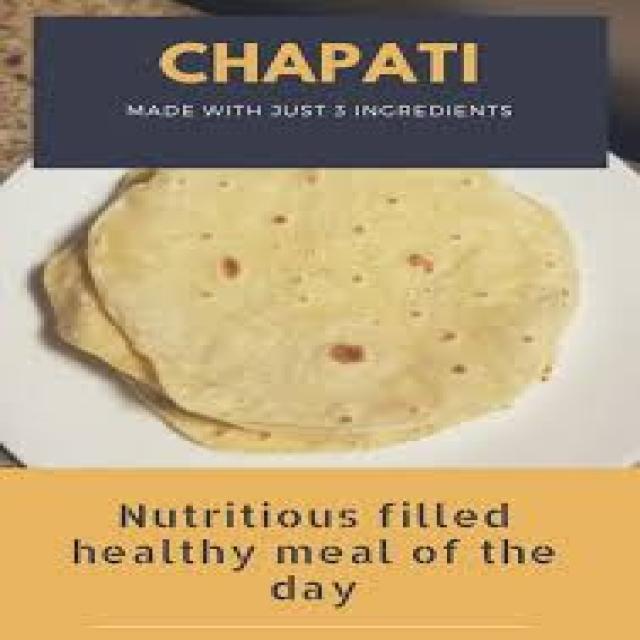 CHAPATI
MADE WITH JUST 3 INGREDIENTS
Nutritious filled
healthy meal of the
day